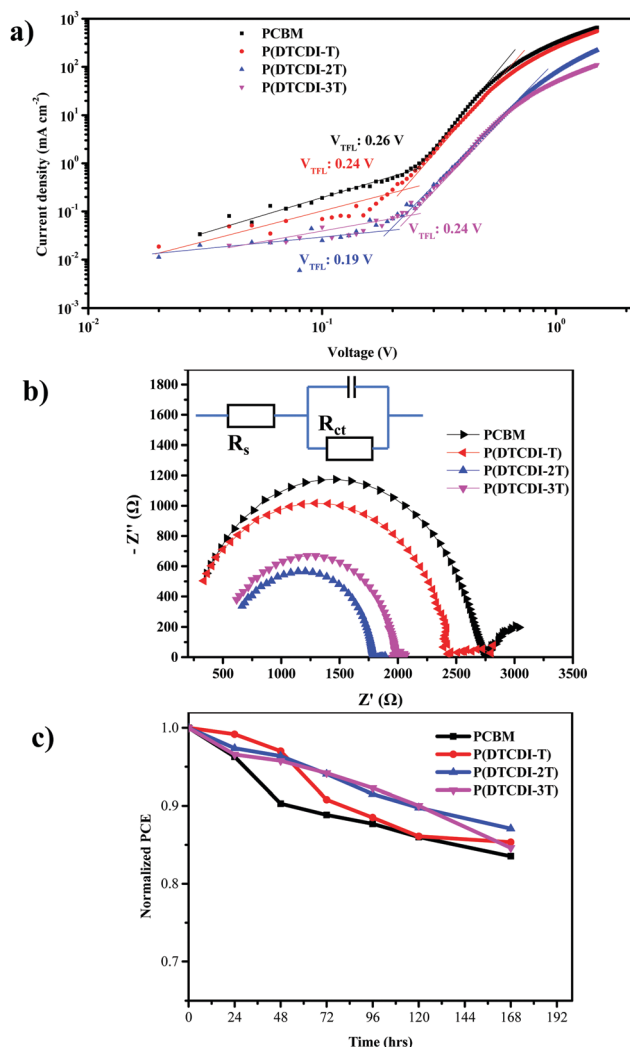 a)
PCBM
P(DTCDI-T)
P(DTCDI-2T)
P(DTCDI-3T)
V_TFL: 0.26 V
V_TFL: 0.24 V
V_TFL: 0.24 V
V_TFL: 0.19 V
10³
10²
10¹
10⁰
10⁻¹
10⁻²
10⁻³
Current density (mA cm⁻²)
10⁻² 10⁻¹ 10⁰
Voltage (V)
b)
R_s
R_ct
PCBM
P(DTCDI-T)
P(DTCDI-2T)
P(DTCDI-3T)
1800
1600
1400
1200
1000
800
600
400
200
0
- Z'' (Ω)
500 1000 1500 2000 2500 3000 3500
Z' (Ω)
c)
PCBM
P(DTCDI-T)
P(DTCDI-2T)
P(DTCDI-3T)
1.0
0.9
0.8
0.0
Normalized PCE
0 24 48 72 96 120 144 168 192
Time (hrs)